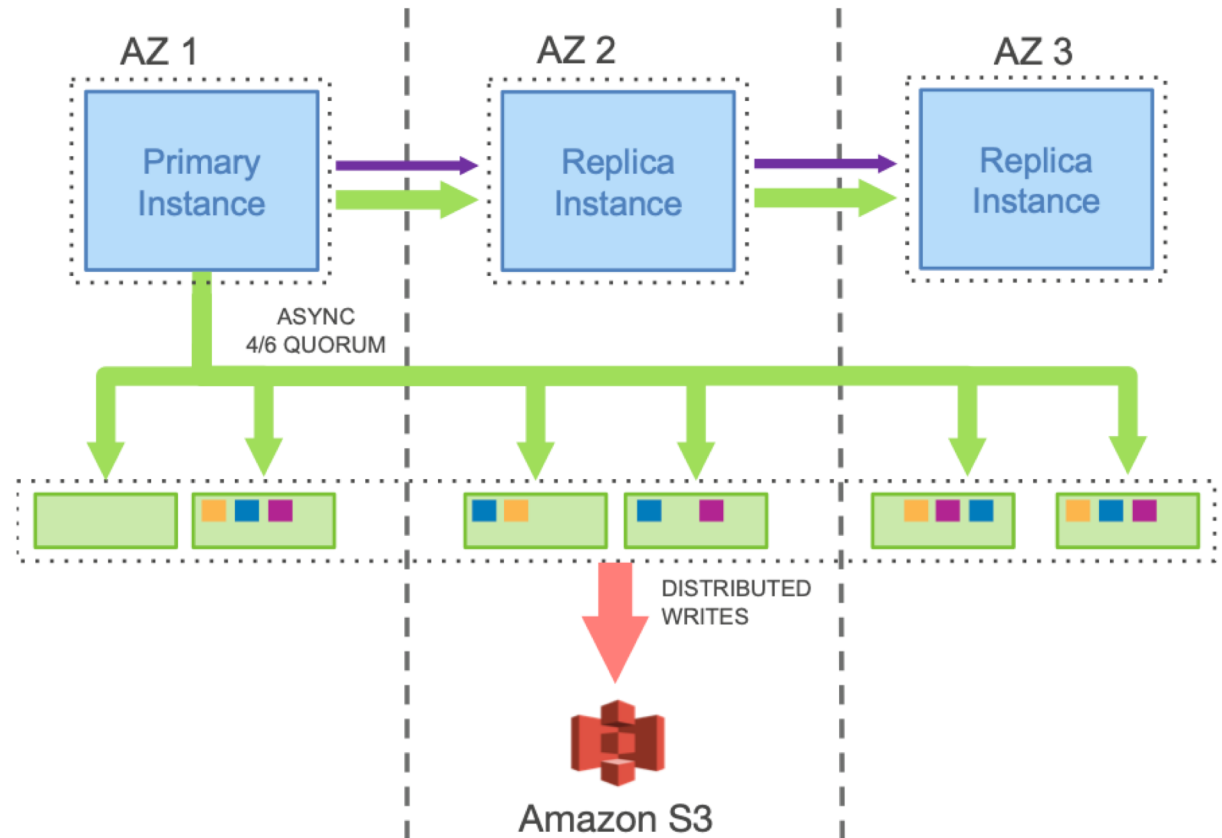 AZ 1
AZ 2
AZ 3
Primary
Instance
Replica
Instance
Replica
Instance
ASYNC
4/6 QUORUM
DISTRIBUTED
WRITES
Amazon S3